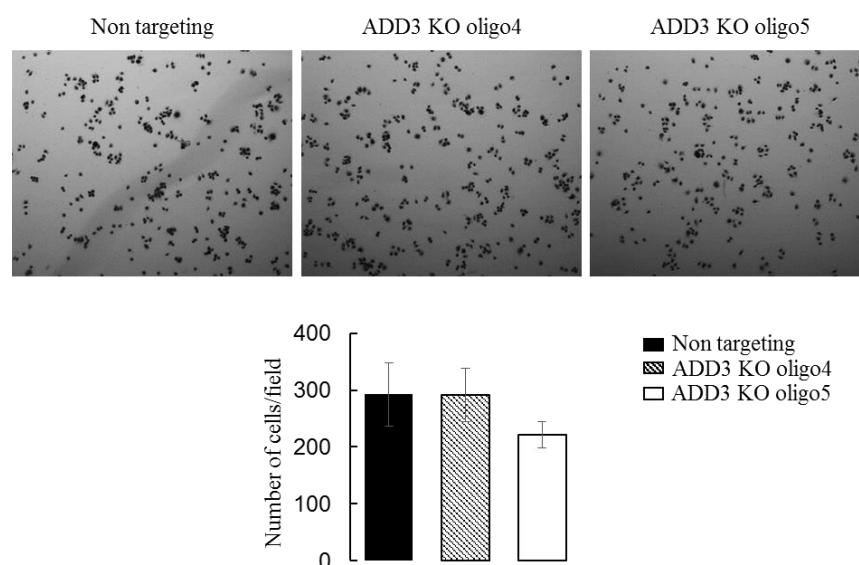 Non targeting
ADD3 KO oligo4
ADD3 KO oligo5
400
300
200
100
0
Number of cells/field
Non targeting
ADD3 KO oligo4
ADD3 KO oligo5